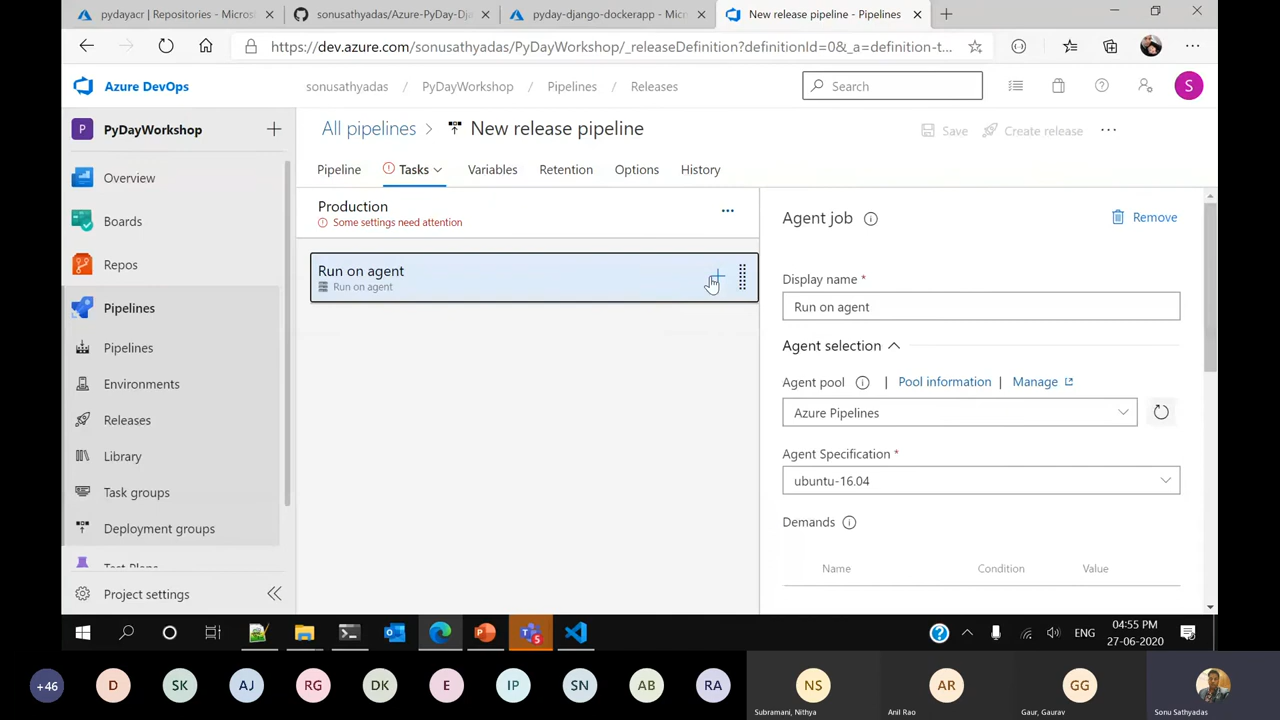 pydayacr | Repositories - Micros
sonusathyadas/Azure-PyDay-Dj
pyday-django-dockerapp - Micr
New release pipeline - Pipelines
https://dev.azure.com/sonusathyadas/PyDayWorkshop/_releaseDefinition?definitionId=0&_a=definition-t...
Azure DevOps
sonusathyadas / PyDayWorkshop / Pipelines / Releases
Search
S
P PyDayWorkshop
All pipelines > New release pipeline
Save
Create release
Overview
Boards
Repos
Pipelines
Pipelines
Environments
Releases
Library
Task groups
Deployment groups
Test Plans
Project settings
Pipeline
Tasks
Variables
Retention
Options
History
Production
Some settings need attention
Run on agent
Run on agent
Agent job
Remove
Display name *
Run on agent
Agent selection
Agent pool | Pool information | Manage
Azure Pipelines
Agent Specification *
ubuntu-16.04
Demands
Name Condition Value
ENG
04:55 PM
27-06-2020
+46
D
SK
AJ
RG
DK
E
IP
SN
AB
RA
NS
Subramani, Nithya
AR
Anil Rao
GG
Gaur, Gaurav
Sonu Sathyadas